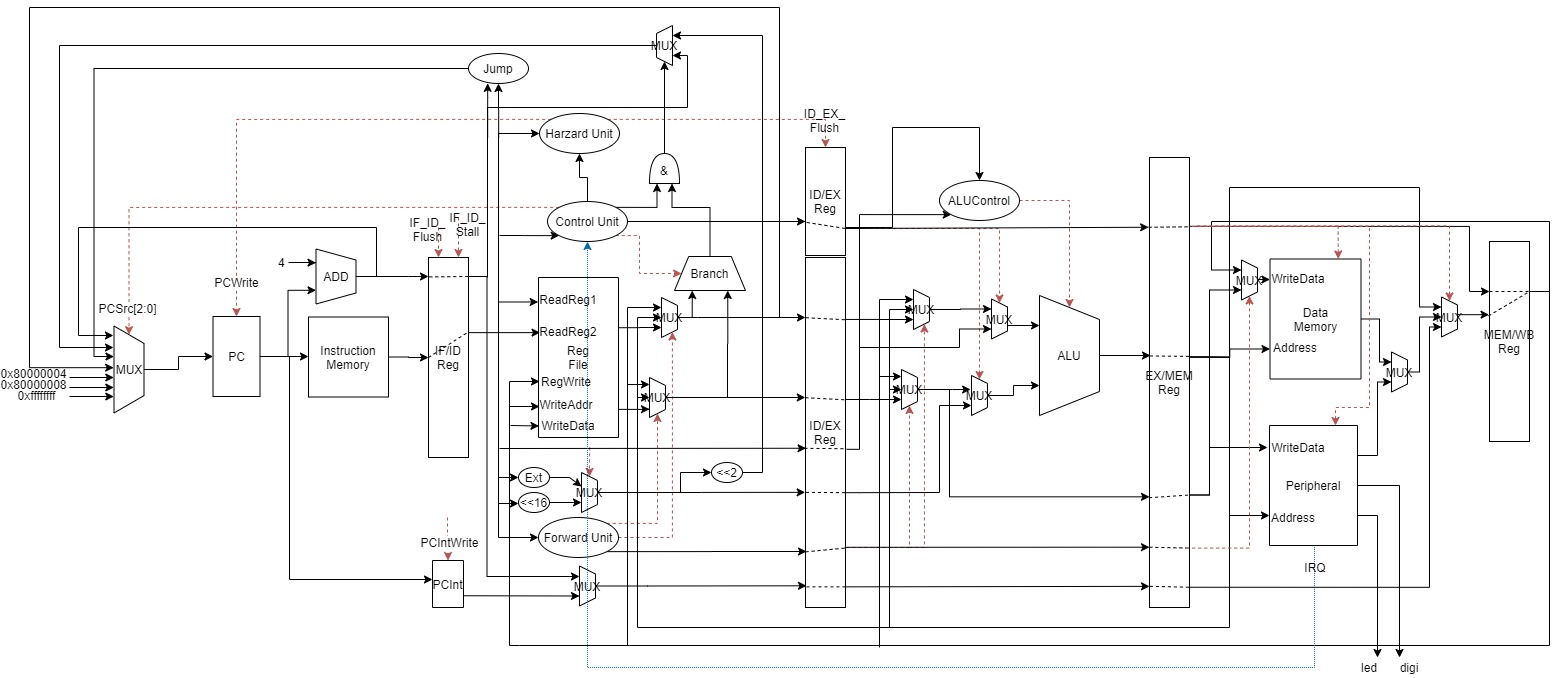 MUX
Jump
Harzard Unit
ID_EX_
Flush
&
ID/EX
Reg
ALUControl
Control Unit
IF_ID_
Flush
IF_ID_
Stall
4
ADD
PCWrite
PCSrc[2:0]
Branch
MUX
PC
Instruction
Memory
IF/ID
Reg
ReadReg1
ReadReg2
Reg
File
RegWrite
WriteAddr
WriteData
MUX
MUX
0x80000004
0x80000008
0xffffffff
MUX
MUX
MUX
MUX
ALU
EX/MEM
Reg
MUX
WriteData
Data
Memory
Address
MUX
MUX
MEM/WB
Reg
ID/EX
Reg
Ext
<<16
MUX
<<2
Forward Unit
WriteData
Peripheral
Address
PCIntWrite
PCInt
MUX
IRQ
led
digi